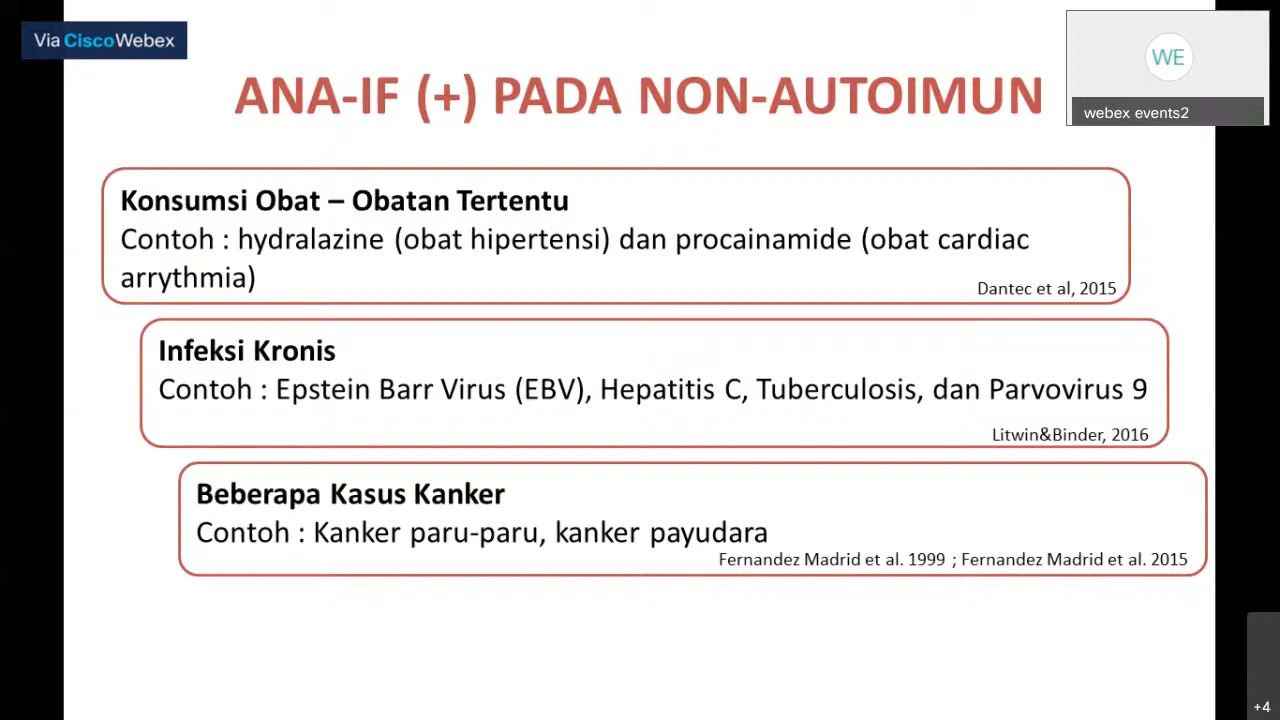 Via CiscoWebex
WE
webex events2
ANA-IF (+) PADA NON-AUTOIMUN
Konsumsi Obat – Obatan Tertentu
Contoh : hydralazine (obat hipertensi) dan procainamide (obat cardiac
arrythmia)
Dantec et al, 2015
Infeksi Kronis
Contoh : Epstein Barr Virus (EBV), Hepatitis C, Tuberculosis, dan Parvovirus 9
Litwin&Binder, 2016
Beberapa Kasus Kanker
Contoh : Kanker paru-paru, kanker payudara
Fernandez Madrid et al. 1999 ; Fernandez Madrid et al. 2015
+4